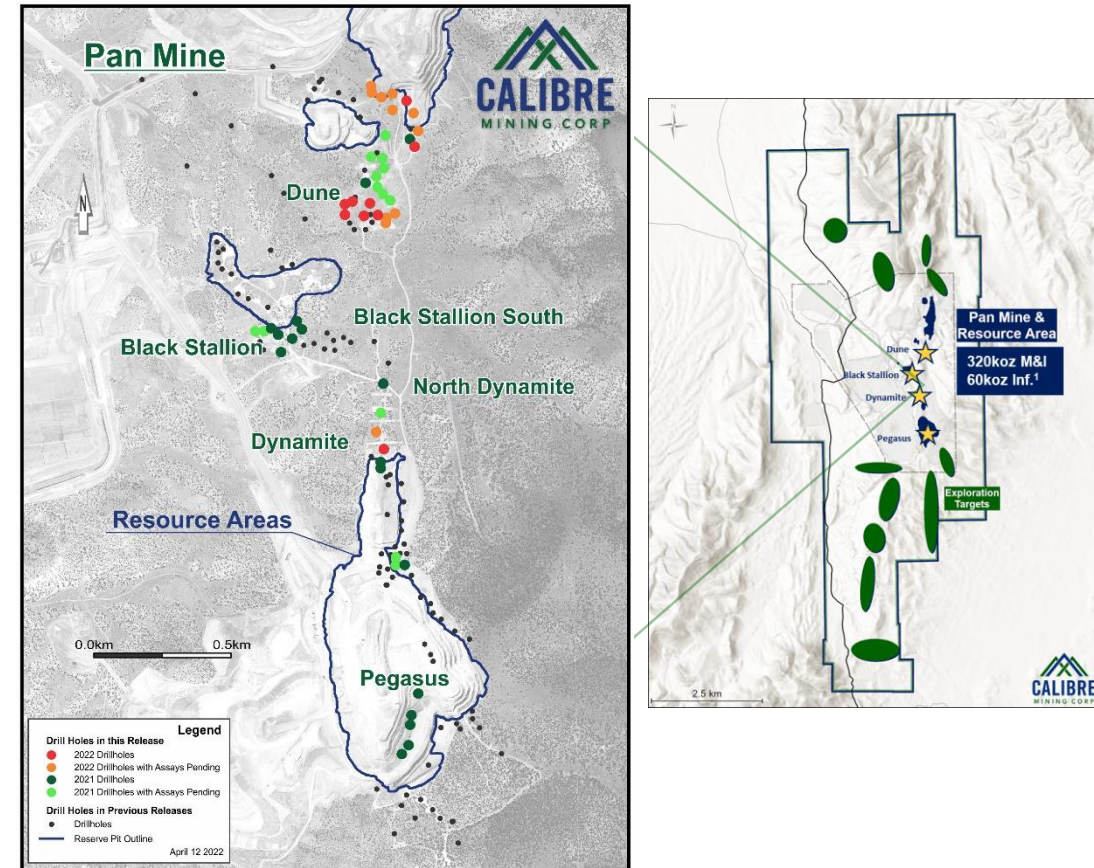 Pan Mine
CALIBRE
MINING CORP
N
Dune
Black Stallion South
Black Stallion
North Dynamite
Dynamite
Resource Areas
0.0km 0.5km
Pegasus
Legend
Drill Holes in this Release
2022 Drillholes
2022 Drillholes with Assays Pending
2021 Drillholes
2021 Drillholes with Assays Pending
Drill Holes in Previous Releases
Drillholes
Reserve Pit Outline
April 12 2022
N
Pan Mine &
Resource Area
320koz M&I
60koz Inf.¹
Dune
Black Stallion
Dynamite
Pegasus
Exploration
Targets
2.5 km
CALIBRE
MINING CORP